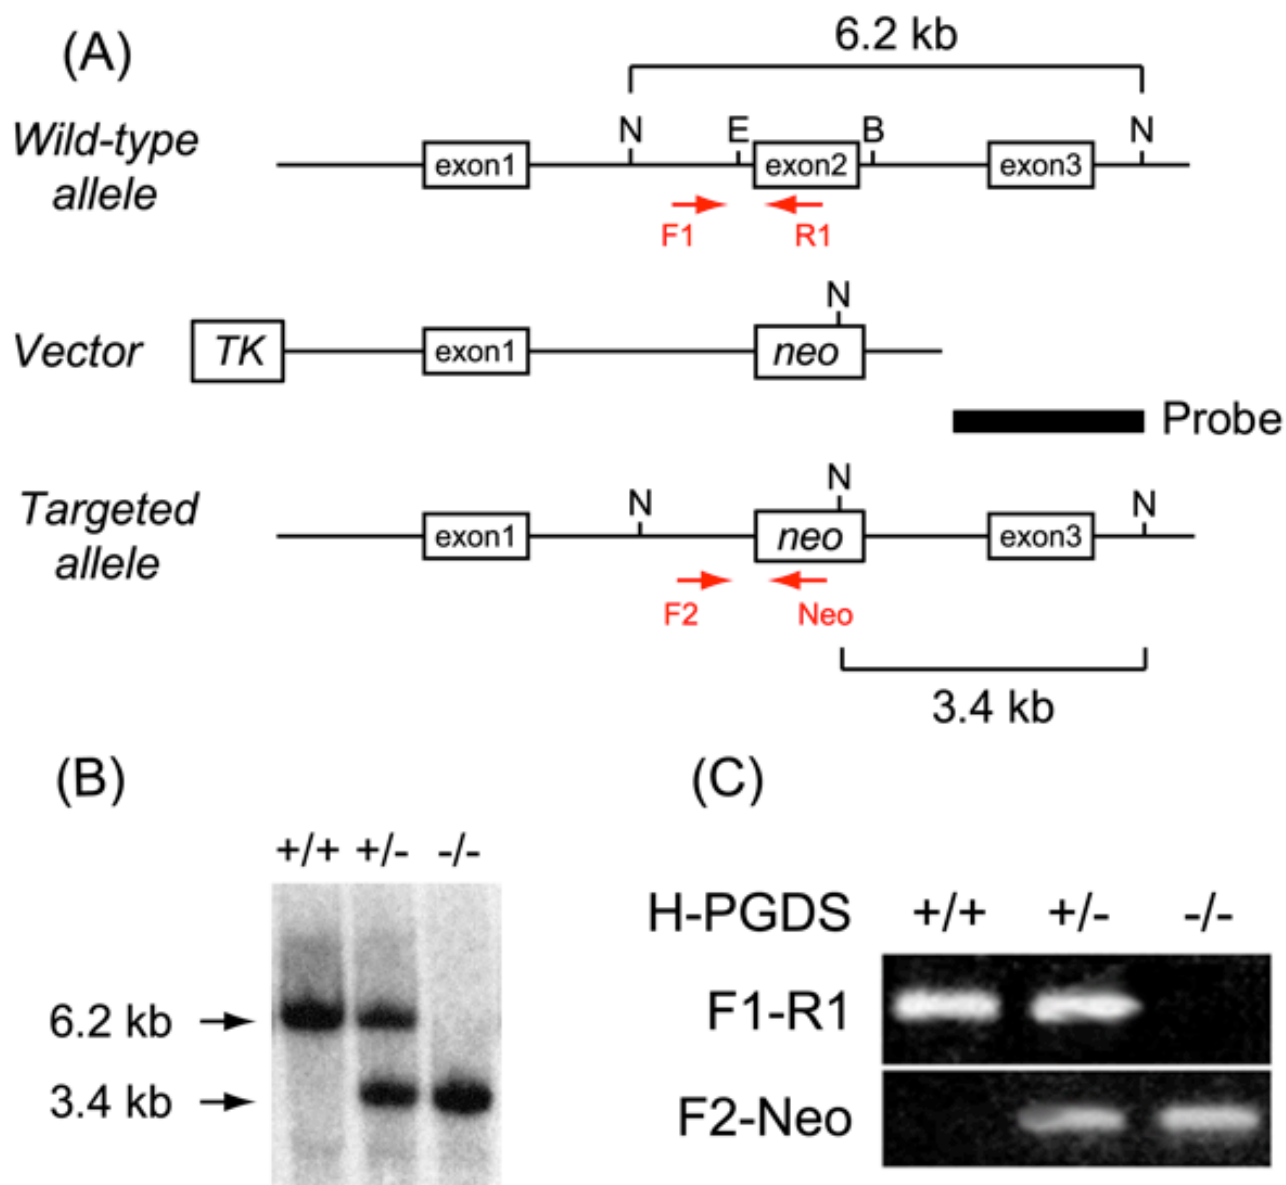 (A)
6.2 kb
Wild-type allele
N E B N
exon1 exon2 exon3
F1 R1
N
Vector TK exon1 neo
Probe
Targeted allele
N N N
exon1 neo exon3
F2 Neo
3.4 kb
(B)
+/+ +/- -/-
6.2 kb
3.4 kb
(C)
H-PGDS +/+ +/- -/-
F1-R1
F2-Neo